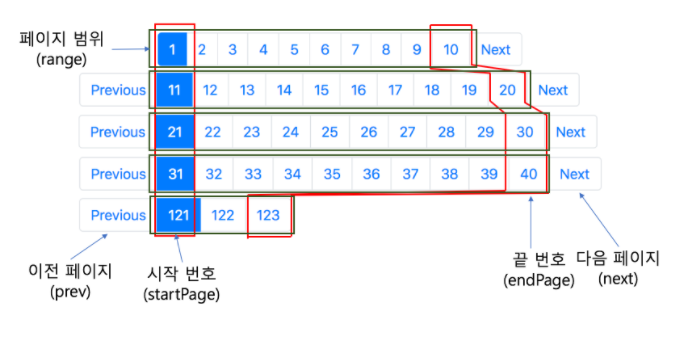 페이지 범위
(range)
1 2 3 4 5 6 7 8 9 10 Next
Previous 11 12 13 14 15 16 17 18 19 20 Next
Previous 21 22 23 24 25 26 27 28 29 30 Next
Previous 31 32 33 34 35 36 37 38 39 40 Next
Previous 121 122 123
이전 페이지
(prev)
시작 번호
(startPage)
끝 번호
(endPage)
다음 페이지
(next)